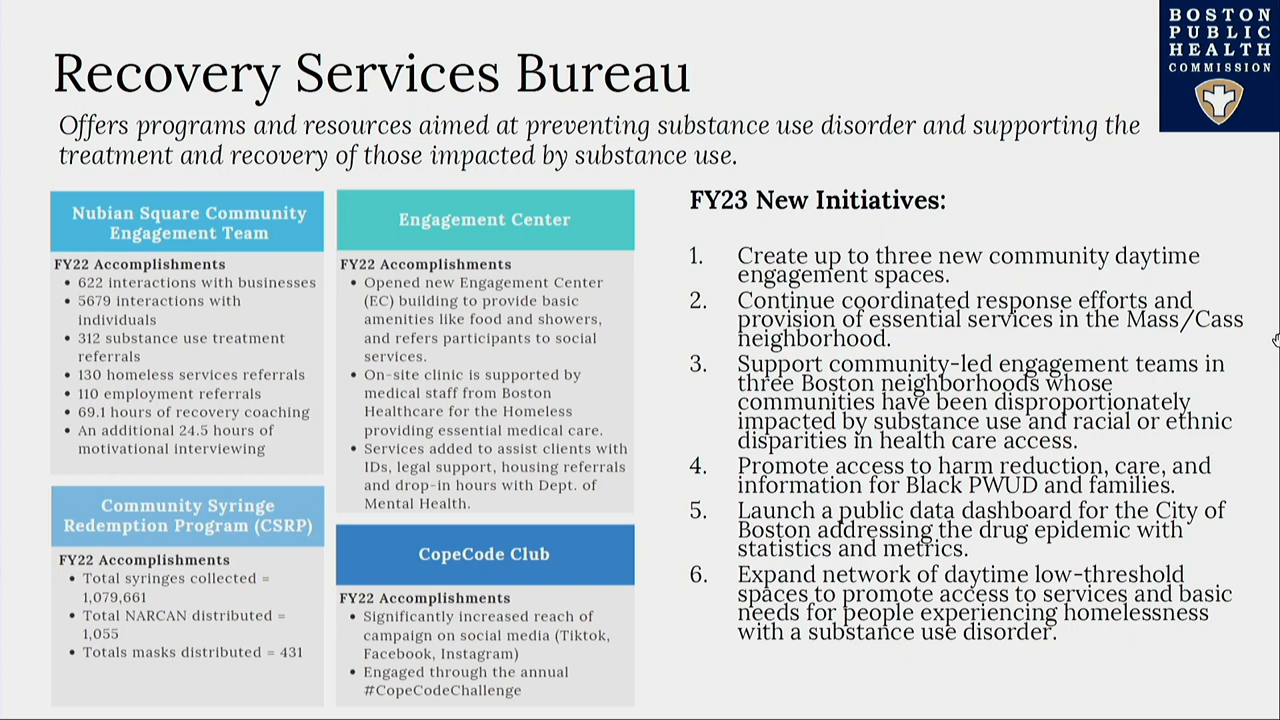 BOSTON
PUBLIC
HEALTH
COMMISSION
Recovery Services Bureau
Offers programs and resources aimed at preventing substance use disorder and supporting the
treatment and recovery of those impacted by substance use.
Nubian Square Community
Engagement Team
FY22 Accomplishments
• 622 interactions with businesses
• 5679 interactions with
individuals
• 312 substance use treatment
referrals
• 130 homeless services referrals
• 110 employment referrals
• 69.1 hours of recovery coaching
• An additional 24.5 hours of
motivational interviewing
Community Syringe
Redemption Program (CSRP)
FY22 Accomplishments
• Total syringes collected =
1,079,661
• Total NARCAN distributed =
1,055
• Totals masks distributed = 431
Engagement Center
FY22 Accomplishments
• Opened new Engagement Center
(EC) building to provide basic
amenities like food and showers,
and refers participants to social
services.
• On-site clinic is supported by
medical staff from Boston
Healthcare for the Homeless
providing essential medical care.
• Services added to assist clients with
IDs, legal support, housing referrals
and drop-in hours with Dept. of
Mental Health.
CopeCode Club
FY22 Accomplishments
• Significantly increased reach of
campaign on social media (Tiktok,
Facebook, Instagram)
• Engaged through the annual
#CopeCodeChallenge
FY23 New Initiatives:
1. Create up to three new community daytime
engagement spaces.
2. Continue coordinated response efforts and
provision of essential services in the Mass/Cass
neighborhood.
3. Support community-led engagement teams in
three Boston neighborhoods whose
communities have been disproportionately
impacted by substance use and racial or ethnic
disparities in health care access.
4. Promote access to harm reduction, care, and
information for Black PWUD and families.
5. Launch a public data dashboard for the City of
Boston addressing the drug epidemic with
statistics and metrics.
6. Expand network of daytime low-threshold
spaces to promote access to services and basic
needs for people experiencing homelessness
with a substance use disorder.